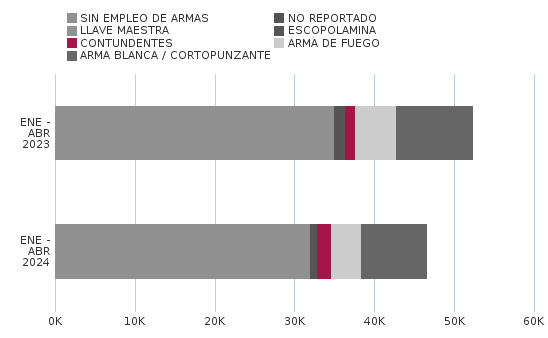 SIN EMPLEO DE ARMAS
NO REPORTADO
LLAVE MAESTRA
ESCOPOLAMINA
CONTUNDENTES
ARMA DE FUEGO
ARMA BLANCA / CORTOPUNZANTE
ENE -
ABR
2023
ENE -
ABR
2024
0K 10K 20K 30K 40K 50K 60K